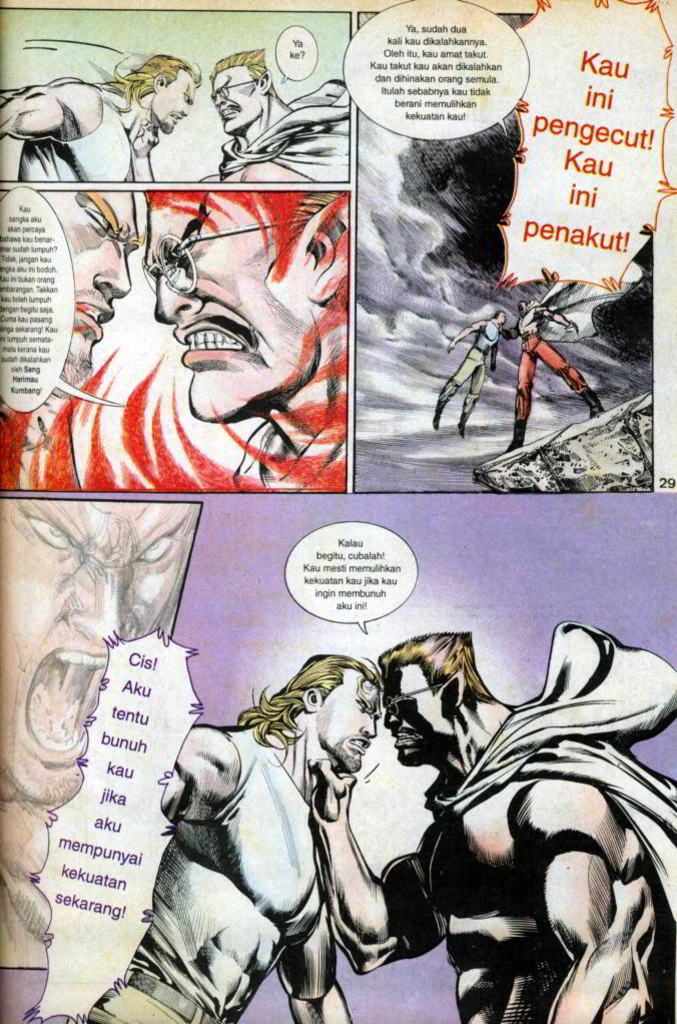 Ya
ke?
Ya, sudah dua
kali kau dikalahkannya.
Oleh itu, kau amat takut.
Kau takut kau akan dikalahkan
dan dihinakan orang semula.
Itulah sebabnya kau tidak
berani memulihkan
kekuatan kau!
Kau
ini
pengecut!
Kau
ini
penakut!
Kau
sangka aku
akan percaya
bahawa kau benar-
nar sudah lumpuh?
Tidak, jangan kau
ngka aku ini bodoh.
Kau ini bukan orang
mbarangan. Takkan
kau boleh lumpuh
dengan begitu saja.
Cuma kau pasang
inga sekarang! Kau
ni lumpuh semata-
mata kerana kau
sudah dikalahkan
oleh Sang
Harimau
Kumbang!
29
Kalau
begitu, cubalah!
Kau mesti memulihkan
kekuatan kau jika kau
ingin membunuh
aku ini!
Cis!
Aku
tentu
bunuh
kau
jika
aku
mempunyai
kekuatan
sekarang!